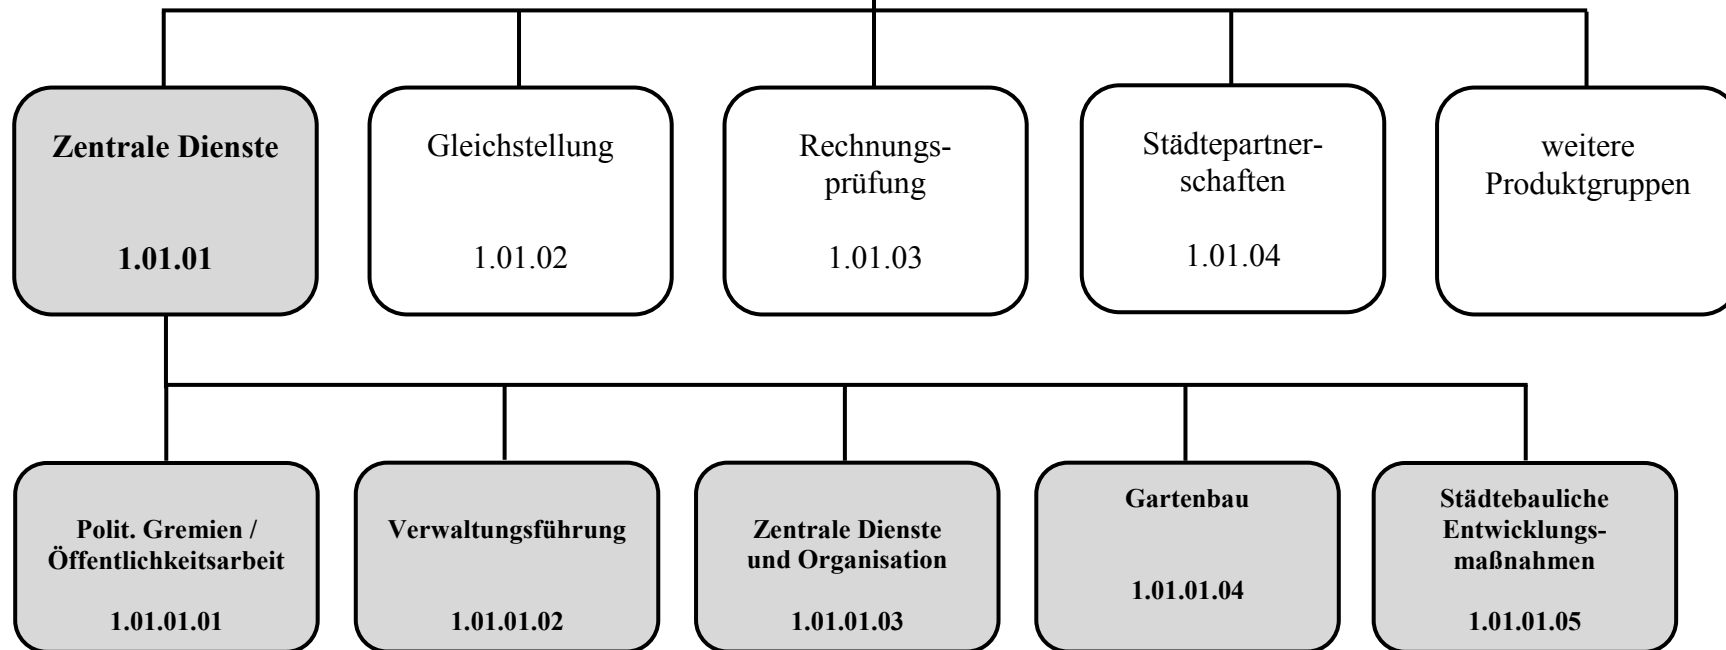 Zentrale Dienste
1.01.01
Gleichstellung
1.01.02
Rechnungs-
prüfung
1.01.03
Städtepartner-
schaften
1.01.04
weitere
Produktgruppen
Polit. Gremien /
Öffentlichkeitsarbeit
1.01.01.01
Verwaltungsführung
1.01.01.02
Zentrale Dienste
und Organisation
1.01.01.03
Gartenbau
1.01.01.04
Städtebauliche
Entwicklungs-
maßnahmen
1.01.01.05